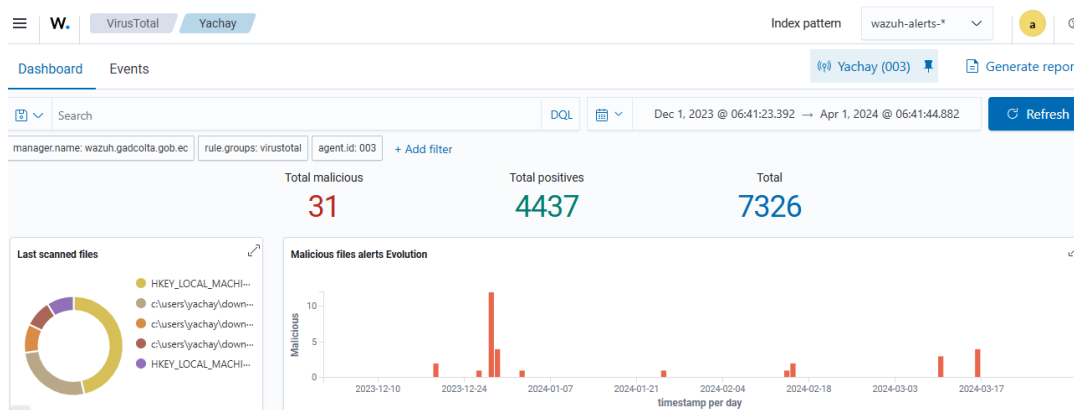 W. VirusTotal Yachay Index pattern wazuh-alerts-* a
Dashboard Events Yachay (003) Generate repor
Search DQL Dec 1, 2023 @ 06:41:23.392 → Apr 1, 2024 @ 06:41:44.882 Refresh
manager.name: wazuh.gadcolta.gob.ec rule.groups: virustotal agent.id: 003 + Add filter
Total malicious Total positives Total
31 4437 7326
Last scanned files
HKEY_LOCAL_MACHI...
c:\users\yachay\down...
c:\users\yachay\down...
c:\users\yachay\down...
HKEY_LOCAL_MACHI...
Malicious files alerts Evolution
Malicious
10
5
0
2023-12-10 2023-12-24 2024-01-07 2024-01-21 2024-02-04 2024-02-18 2024-03-03 2024-03-17
timestamp per day